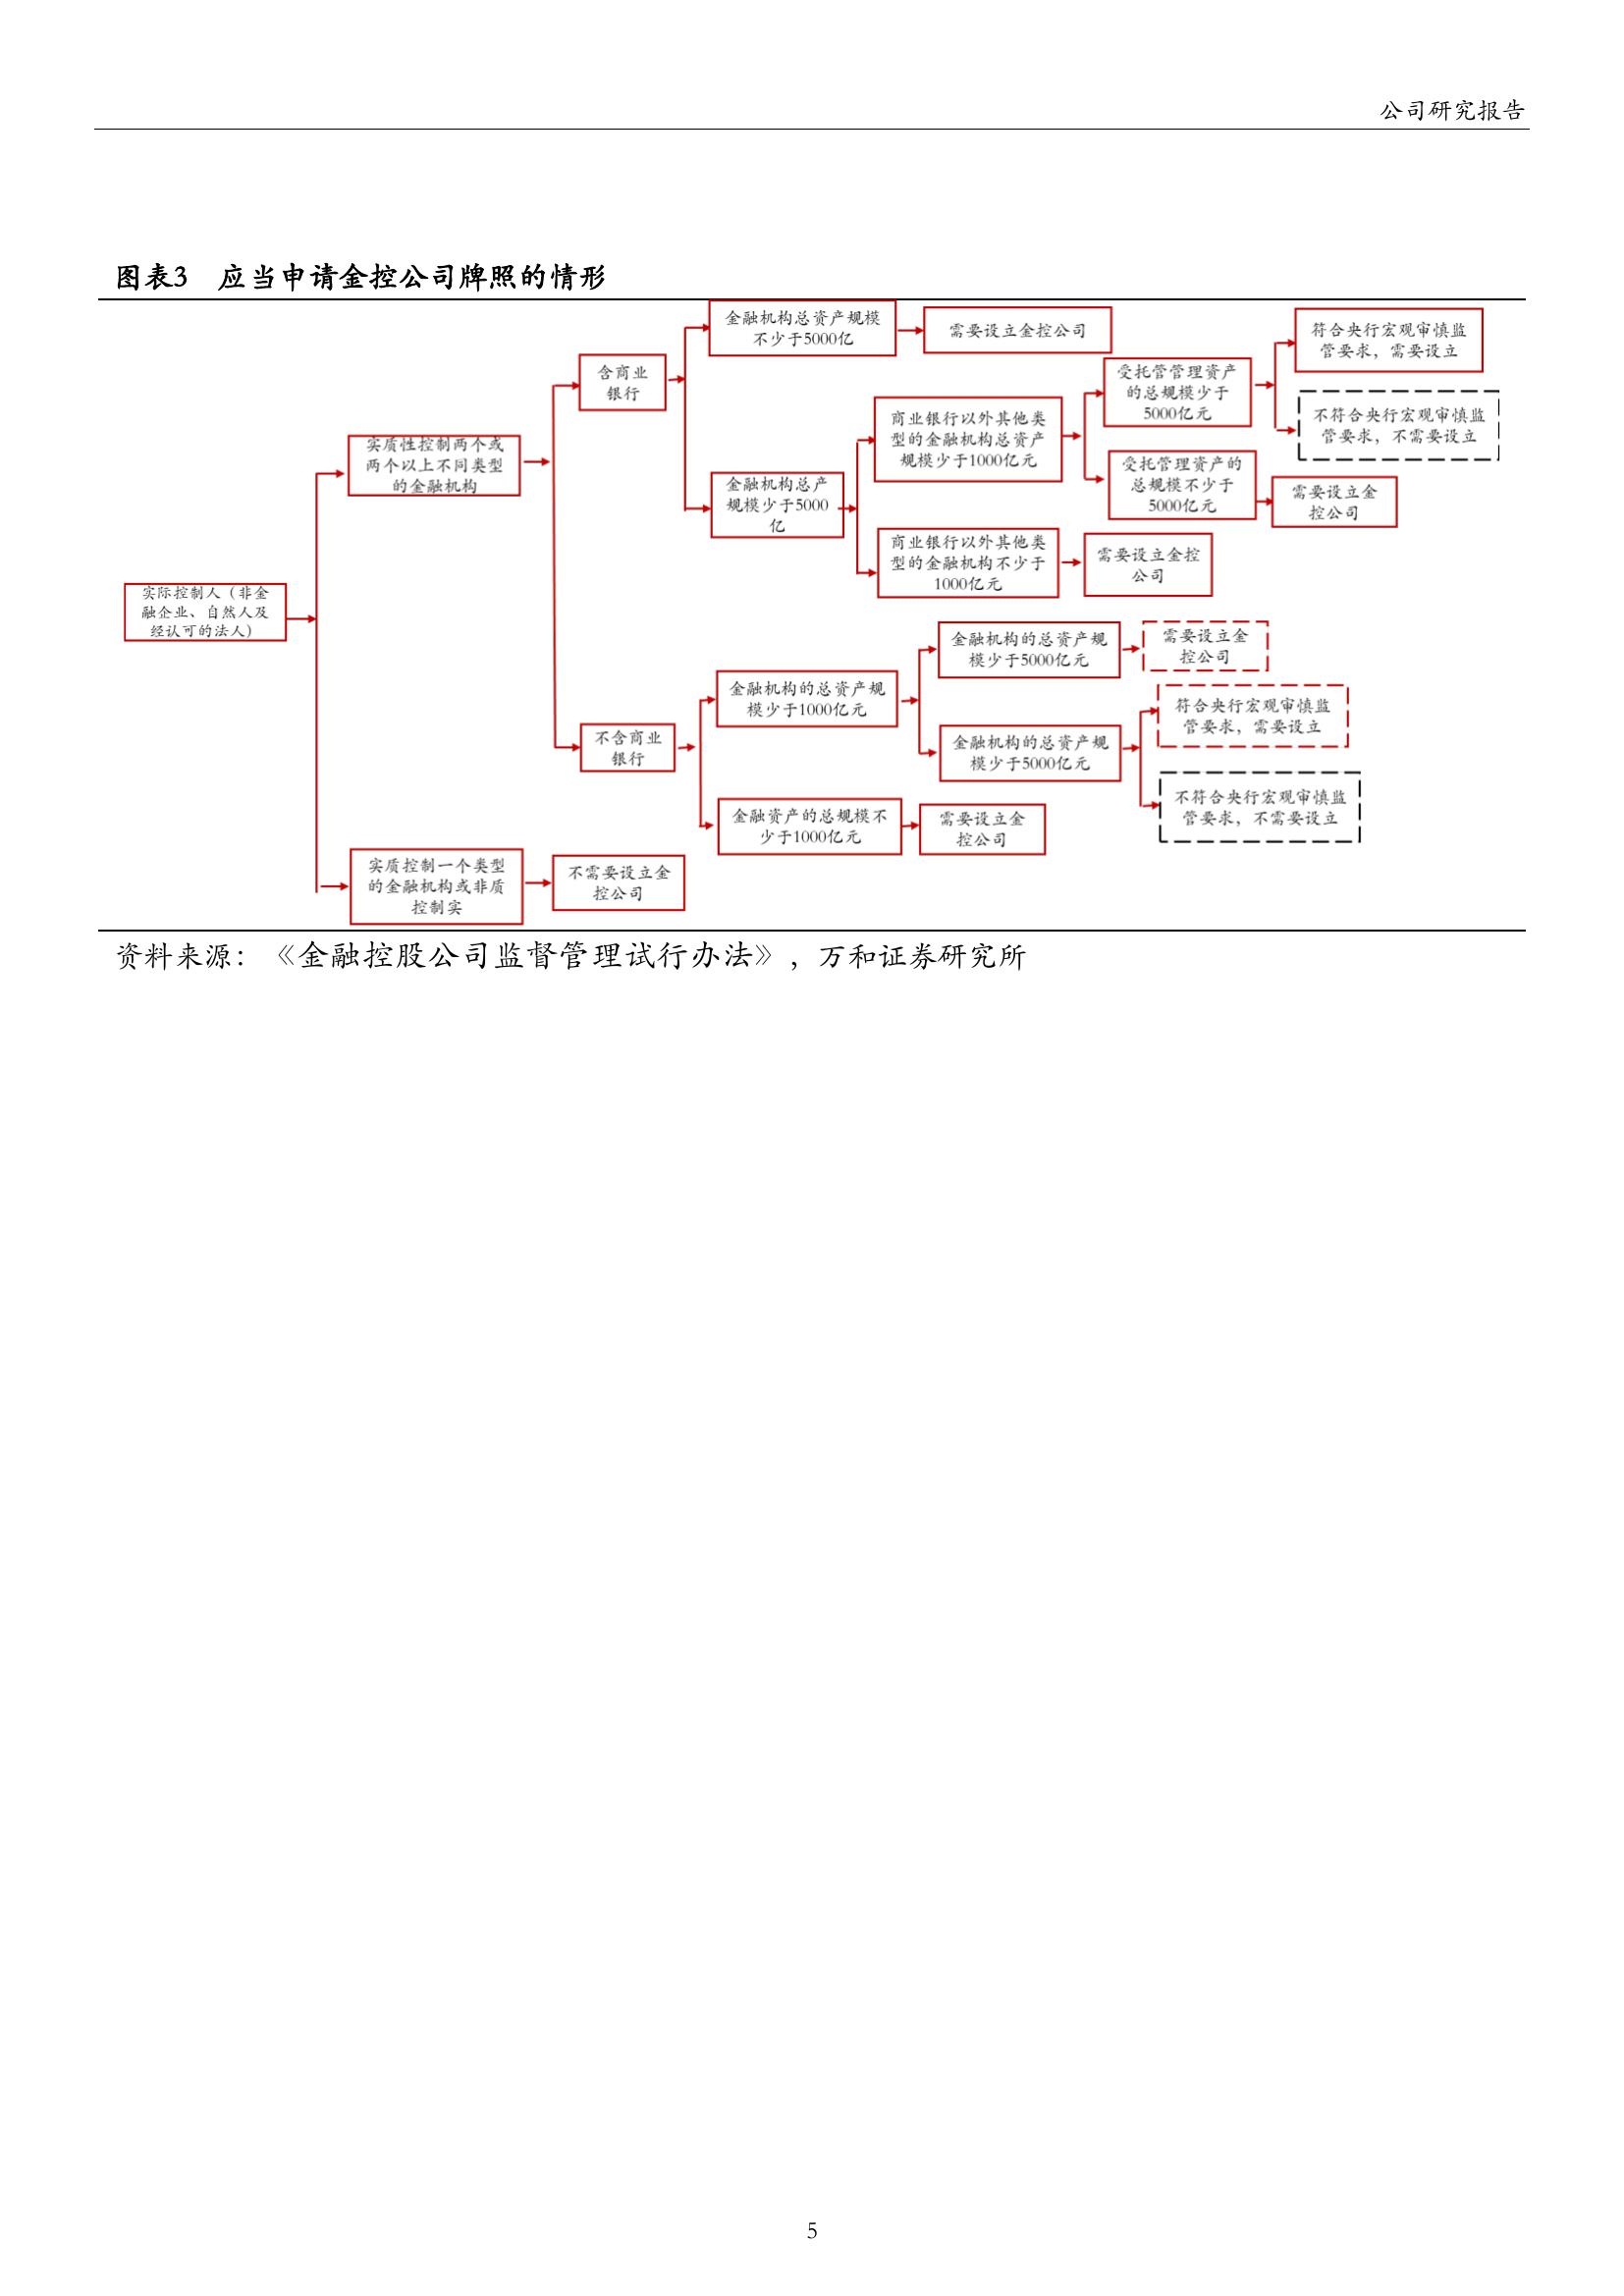 公司研究报告
图表3 应当申请金控公司牌照的情形
实际控制人（非金
融企业、自然人及
经认可的法人）
实质性控制两个或
两个以上不同类型
的金融机构
含商业
银行
金融机构总资产规模
不少于5000亿
需要设立金控公司
金融机构总产
规模少于5000
亿
商业银行以外其他类
型的金融机构总资产
规模少于1000亿元
受托管管理资产
的总规模少于
5000亿元
符合央行宏观审慎监
管要求，需要设立
不符合央行宏观审慎监
管要求，不需要设立
受托管理资产的
总规模不少于
5000亿元
需要设立金
控公司
商业银行以外其他类
型的金融机构不少于
1000亿元
需要设立金控
公司
不含商业
银行
金融机构的总资产规
模少于1000亿元
金融机构的总资产规
模少于5000亿元
需要设立金
控公司
金融机构的总资产规
模少于5000亿元
符合央行宏观审慎监
管要求，需要设立
不符合央行宏观审慎监
管要求，不需要设立
金融资产的总规模不
少于1000亿元
需要设立金
控公司
实质控制一个类型
的金融机构或非质
控制实
不需要设立金
控公司
资料来源：《金融控股公司监督管理试行办法》，万和证券研究所
5